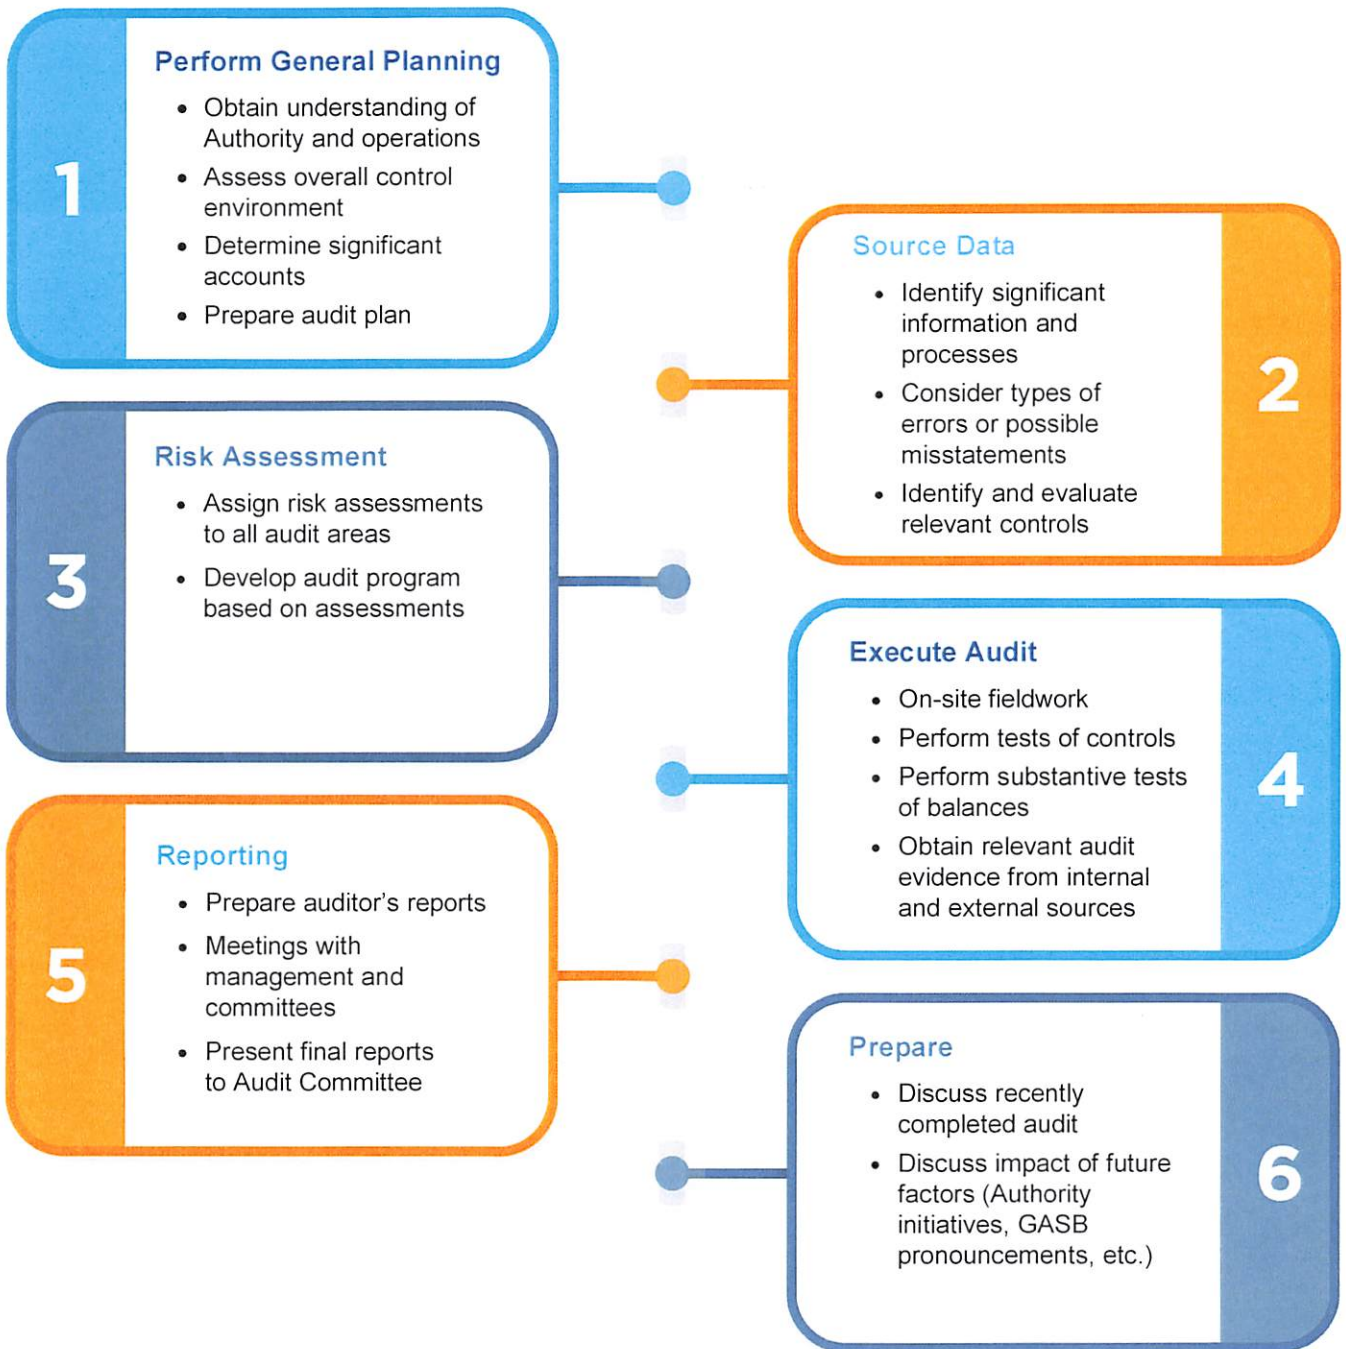 1
Perform General Planning
• Obtain understanding of
Authority and operations
• Assess overall control
environment
• Determine significant
accounts
• Prepare audit plan
2
Source Data
• Identify significant
information and
processes
• Consider types of
errors or possible
misstatements
• Identify and evaluate
relevant controls
3
Risk Assessment
• Assign risk assessments
to all audit areas
• Develop audit program
based on assessments
4
Execute Audit
• On-site fieldwork
• Perform tests of controls
• Perform substantive tests
of balances
• Obtain relevant audit
evidence from internal
and external sources
5
Reporting
• Prepare auditor’s reports
• Meetings with
management and
committees
• Present final reports
to Audit Committee
6
Prepare
• Discuss recently
completed audit
• Discuss impact of future
factors (Authority
initiatives, GASB
pronouncements, etc.)